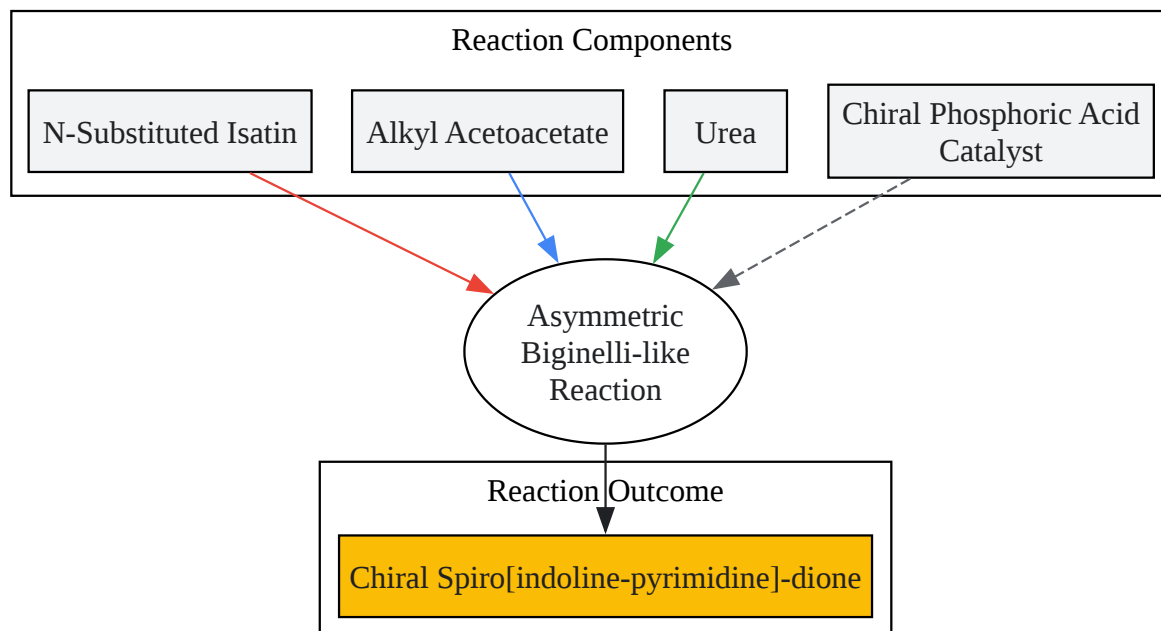 Reaction Components
N-Substituted Isatin
Alkyl Acetoacetate
Urea
Chiral Phosphoric Acid
Catalyst
Asymmetric
Biginelli-like
Reaction
Reaction Outcome
Chiral Spiro[indoline-pyrimidine]-dione